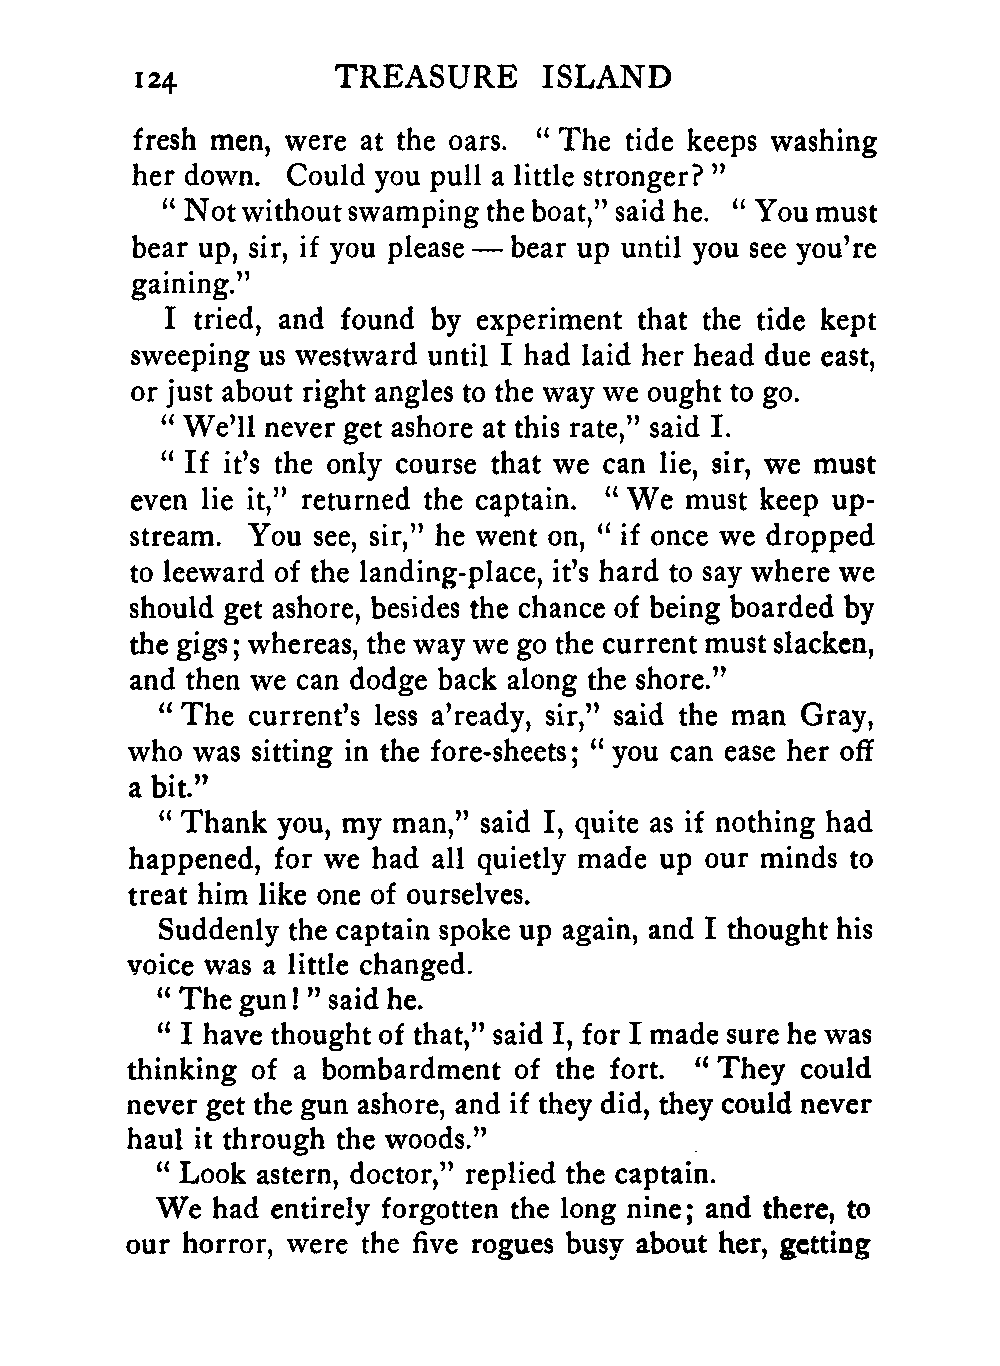 124 TREASURE ISLAND
fresh men, were at the oars. “ The tide keeps washing
her down. Could you pull a little stronger? ”
“ Not without swamping the boat,” said he. “ You must
bear up, sir, if you please — bear up until you see you’re
gaining.”
I tried, and found by experiment that the tide kept
sweeping us westward until I had laid her head due east,
or just about right angles to the way we ought to go.
“ We’ll never get ashore at this rate,” said I.
“ If it’s the only course that we can lie, sir, we must
even lie it,” returned the captain. “ We must keep up-
stream. You see, sir,” he went on, “ if once we dropped
to leeward of the landing-place, it’s hard to say where we
should get ashore, besides the chance of being boarded by
the gigs ; whereas, the way we go the current must slacken,
and then we can dodge back along the shore.”
“ The current’s less a’ready, sir,” said the man Gray,
who was sitting in the fore-sheets; “ you can ease her off
a bit.”
“ Thank you, my man,” said I, quite as if nothing had
happened, for we had all quietly made up our minds to
treat him like one of ourselves.
Suddenly the captain spoke up again, and I thought his
voice was a little changed.
“ The gun! ” said he.
“ I have thought of that,” said I, for I made sure he was
thinking of a bombardment of the fort. “ They could
never get the gun ashore, and if they did, they could never
haul it through the woods.”
“ Look astern, doctor,” replied the captain.
We had entirely forgotten the long nine; and there, to
our horror, were the five rogues busy about her, getting